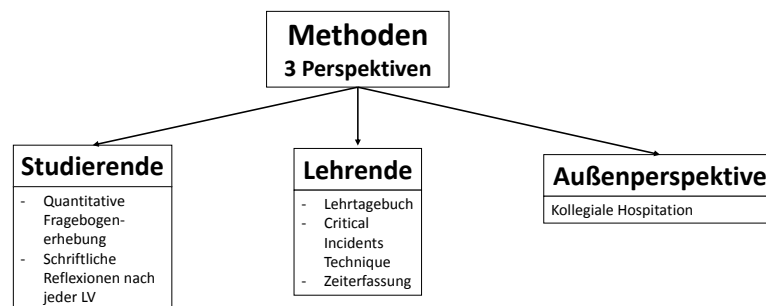 Methoden
3 Perspektiven
Studierende
- Quantitative
Fragebogen-
erhebung
- Schriftliche
Reflexionen nach
jeder LV
Lehrende
- Lehrtagebuch
- Critical
Incidents
Technique
- Zeiterfassung
Außenperspektive
Kollegiale Hospitation